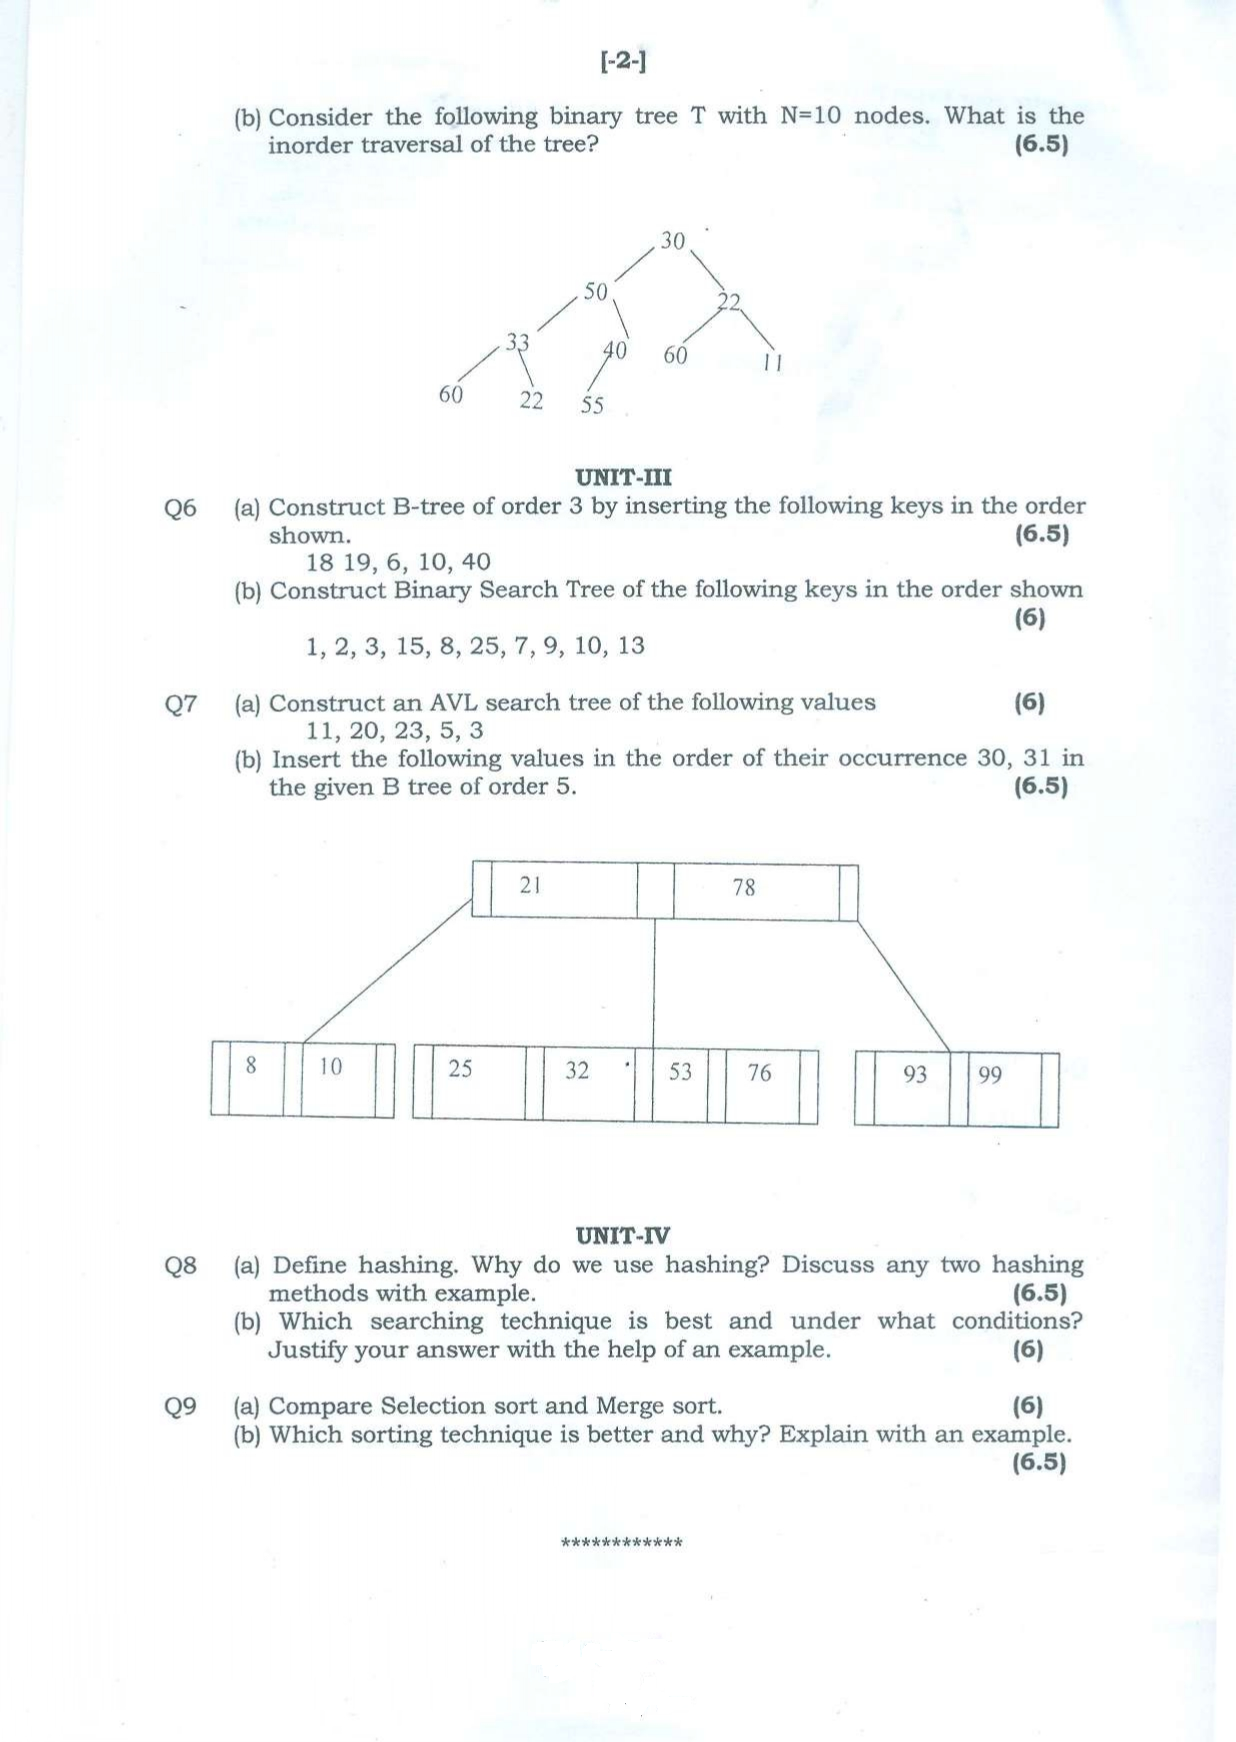 [-2-]
(b) Consider the following binary tree T with N=10 nodes. What is the
inorder traversal of the tree? (6.5)
30
50
22
33
40
60
11
60
22
55
UNIT-III
Q6 (a) Construct B-tree of order 3 by inserting the following keys in the order
shown. (6.5)
18 19, 6, 10, 40
(b) Construct Binary Search Tree of the following keys in the order shown
(6)
1, 2, 3, 15, 8, 25, 7, 9, 10, 13
Q7 (a) Construct an AVL search tree of the following values (6)
11, 20, 23, 5, 3
(b) Insert the following values in the order of their occurrence 30, 31 in
the given B tree of order 5. (6.5)
21 78
8 10 25 32 53 76 93 99
UNIT-IV
Q8 (a) Define hashing. Why do we use hashing? Discuss any two hashing
methods with example. (6.5)
(b) Which searching technique is best and under what conditions?
Justify your answer with the help of an example. (6)
Q9 (a) Compare Selection sort and Merge sort. (6)
(b) Which sorting technique is better and why? Explain with an example.
(6.5)
************